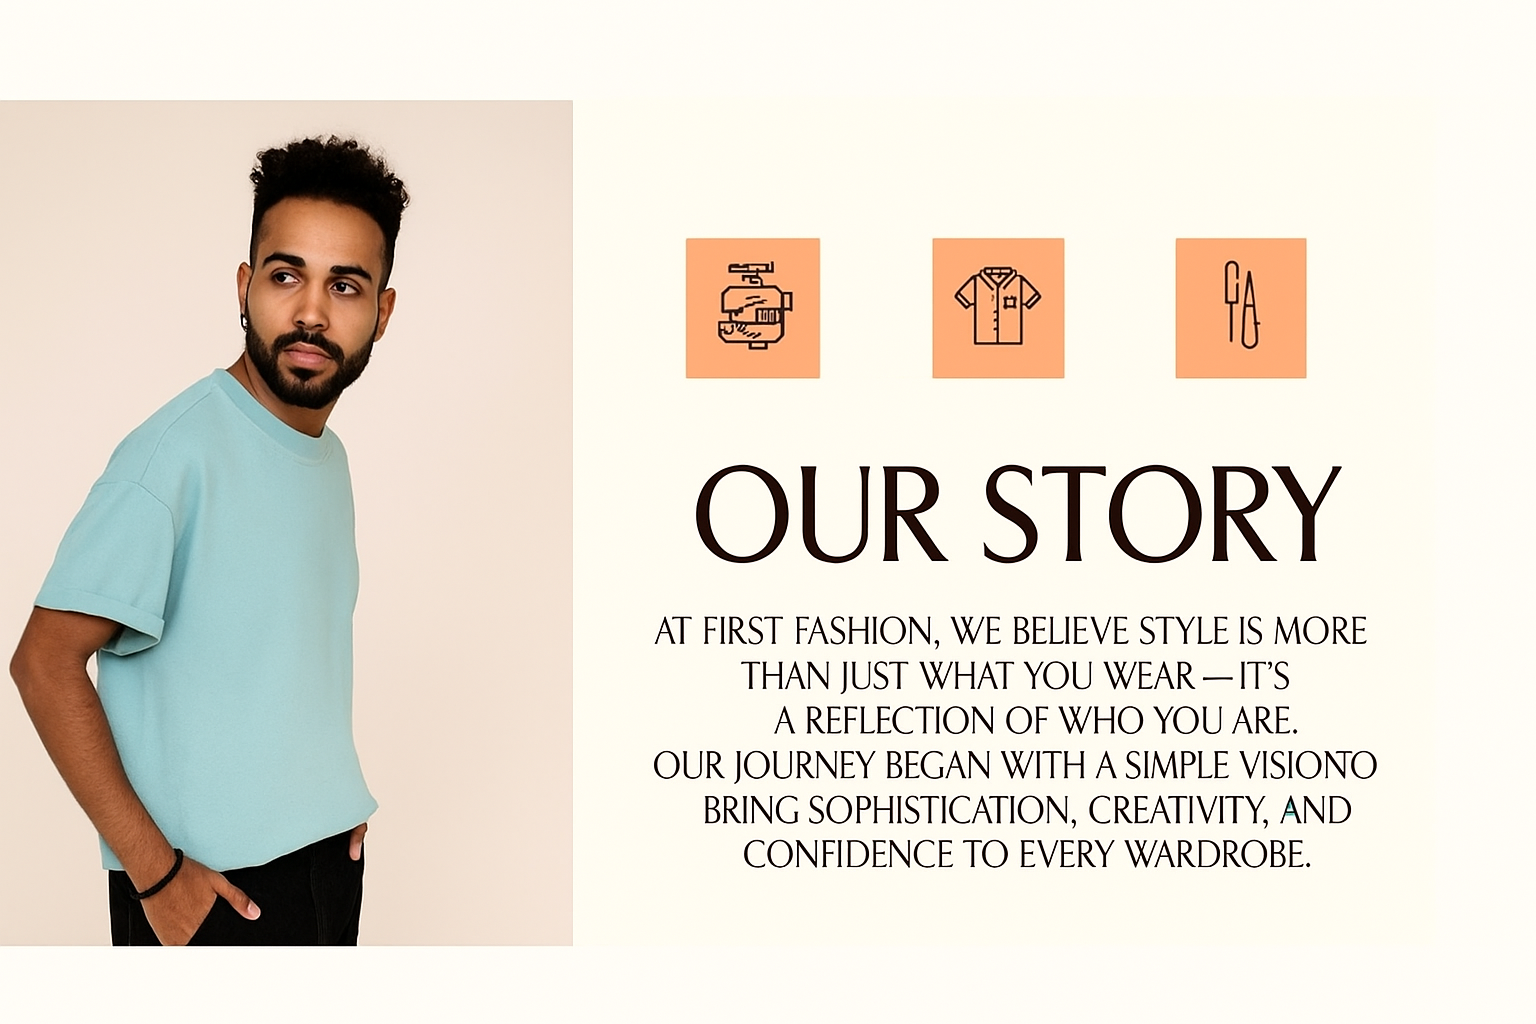 OUR STORY
AT FIRST FASHION, WE BELIEVE STYLE IS MORE
THAN JUST WHAT YOU WEAR — IT’S
A REFLECTION OF WHO YOU ARE.
OUR JOURNEY BEGAN WITH A SIMPLE VISIONTO
BRING SOPHISTICATION, CREATIVITY, AND
CONFIDENCE TO EVERY WARDROBE.